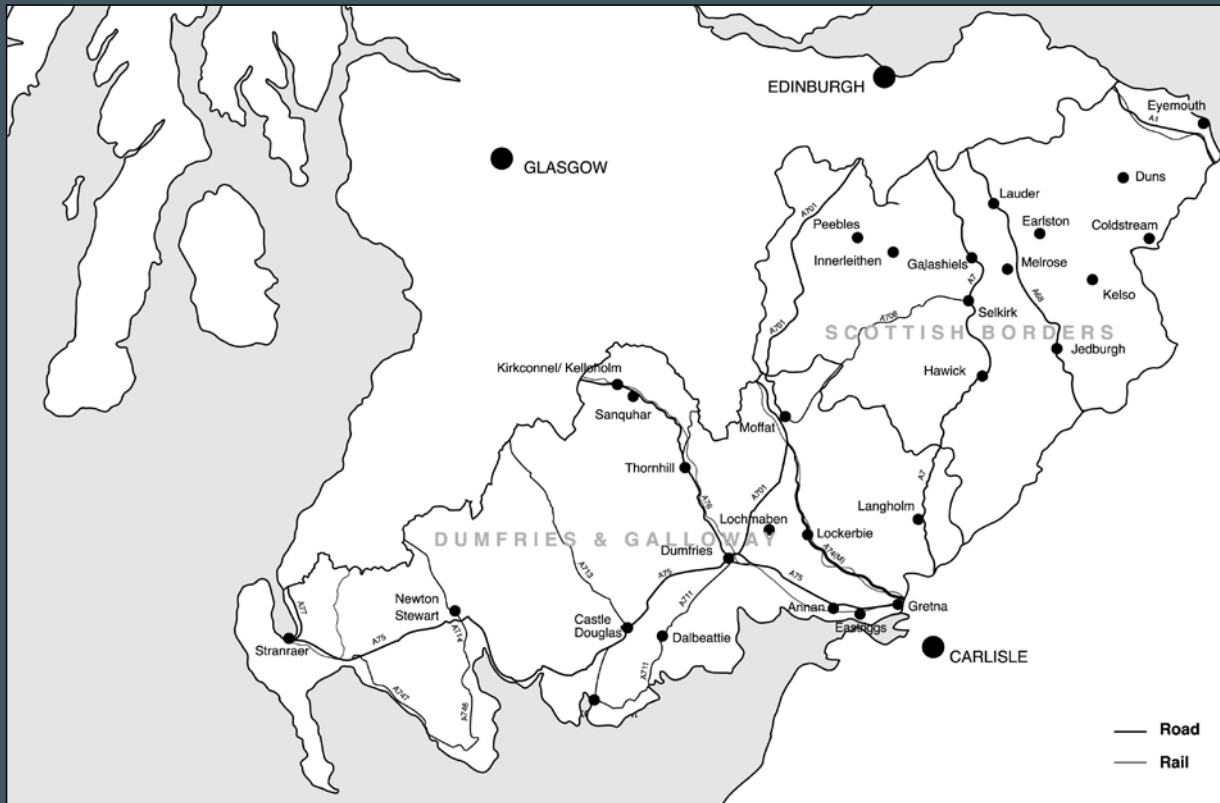 EDINBURGH
Eyemouth
A1
GLASGOW
Duns
Lauder
A701
Peebles
Earlston
Coldstream
Innerleithen
Galashiels
Melrose
A7
A68
Kelso
Selkirk
A708
A701
SCOTTISH BORDERS
Jedburgh
Kirkconnel/ Kelloholm
Hawick
Sanquhar
Moffat
Thornhill
A7
A76
A701
Langholm
Lochmaben
Lockerbie
DUMFRIES & GALLOWAY
Dumfries
A74(M)
A713
A75
A75
A711
Newton
Stewart
A77
Annan
Gretna
Castle
Douglas
Eastriggs
A75
A714
Dalbeattie
Stranraer
CARLISLE
A711
A747
A746
Road
Rail